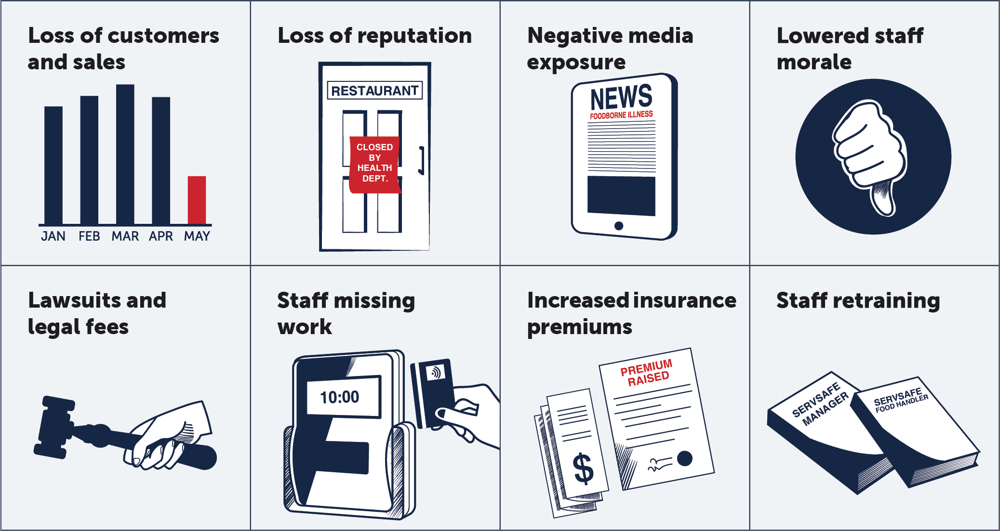 Loss of customers
and sales
JAN FEB MAR APR MAY
Loss of reputation
RESTAURANT
CLOSED
BY
HEALTH
DEPT.
Negative media
exposure
NEWS
FOODBORNE ILLNESS
Lowered staff
morale
Lawsuits and
legal fees
Staff missing
work
10:00
Increased insurance
premiums
$
PREMIUM
RAISED
Staff retraining
SERVSAFE
MANAGER
SERVSAFE
FOOD HANDLER